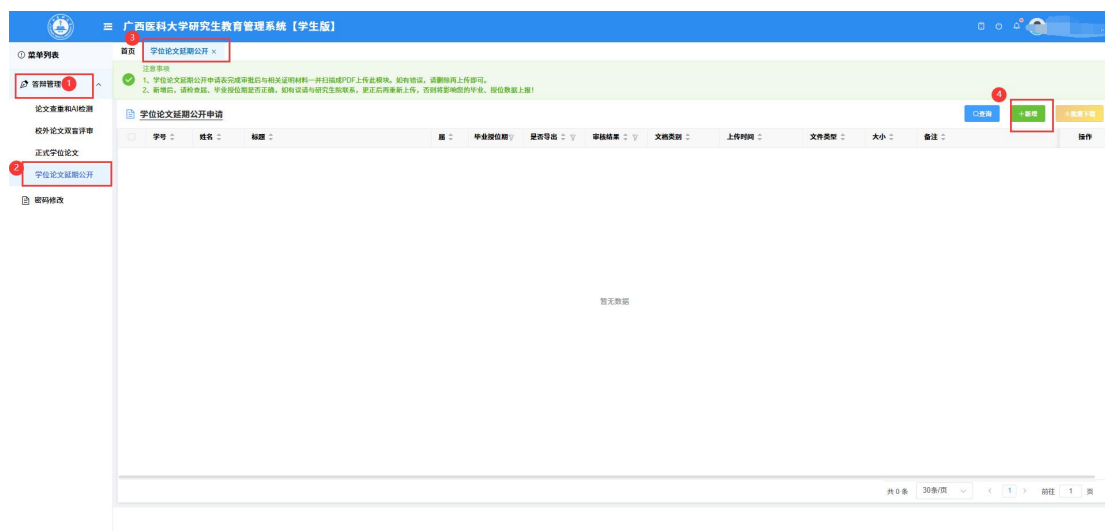 广西医科大学研究生教育管理系统【学生版】
菜单列表
首页 学位论文延期公开 ×
3
答辩管理
1
论文查重和AI检测
校外论文双盲评审
正式学位论文
学位论文延期公开
2
密码修改
注意事项
1、学位论文延期公开申请表完成审批后与相关证明材料一并扫描成PDF上传此模块。如有错误，请删除再上传即可。
2、新增后，请检查届、毕业授位期是否正确，如有误请与研究生院联系，更正后再重新上传，否则将影响您的毕业、授位数据上报！
学位论文延期公开申请
查询 +新增 批量下载
4
学号 姓名 标题 届 毕业授位期 是否导出 审核结果 文档类别 上传时间 文件类型 大小 备注 操作
暂无数据
共 0 条 30条/页 < 1 > 前往 1 页